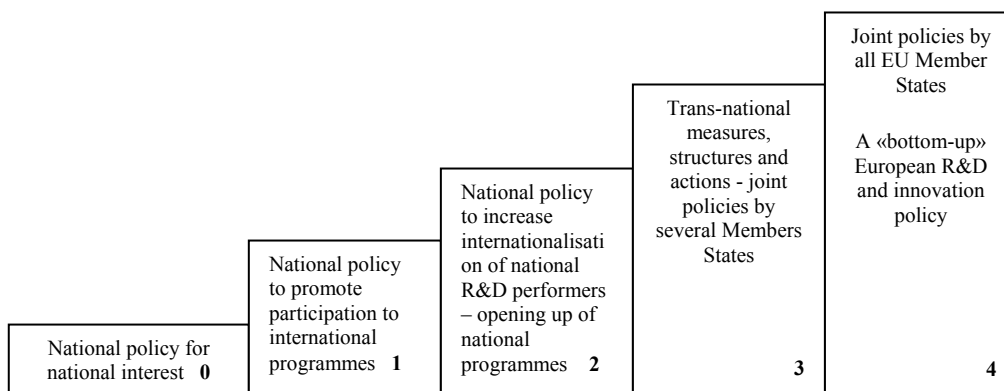 National policy for
national interest 0
National policy
to promote
participation to
international
programmes 1
National policy
to increase
internationalisati
on of national
R&D performers
– opening up of
national
programmes 2
Trans-national
measures,
structures and
actions - joint
policies by
several Members
States
3
Joint policies by
all EU Member
States
A «bottom-up»
European R&D
and innovation
policy
4